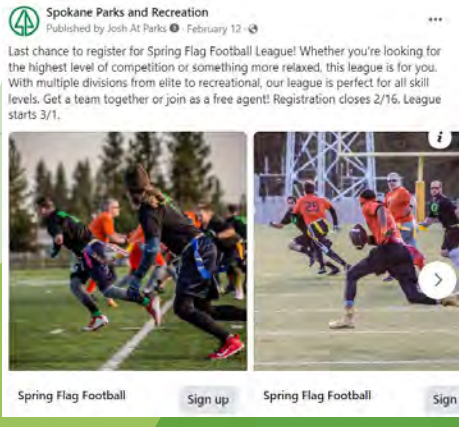 Spokane Parks and Recreation
Published by Josh At Parks · February 12 ·
Last chance to register for Spring Flag Football League! Whether you're looking for
the highest level of competition or something more relaxed, this league is for you.
With multiple divisions from elite to recreational, our league is perfect for all skill
levels. Get a team together or join as a free agent! Registration closes 2/16. League
starts 3/1.
25
Spring Flag Football
Sign up
Spring Flag Football
Sign